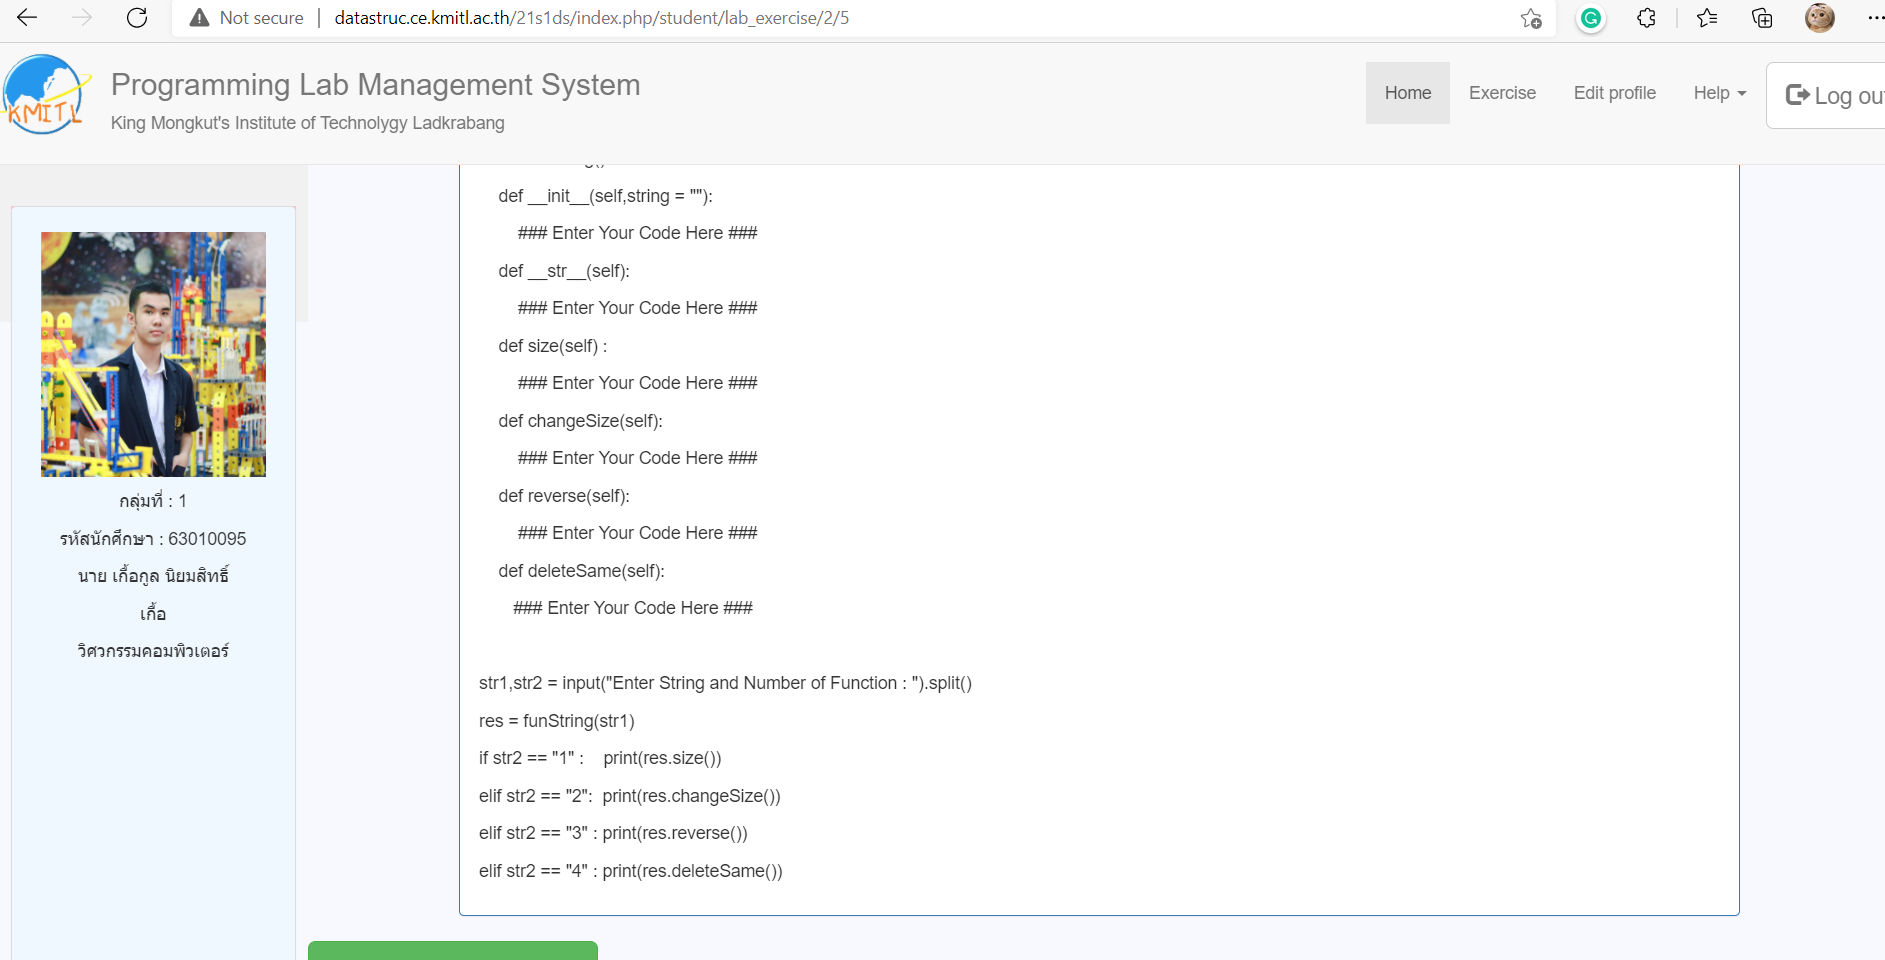 Not secure | datastruc.ce.kmitl.ac.th/21s1ds/index.php/student/lab_exercise/2/5
KMITL
Programming Lab Management System
King Mongkut's Institute of Technolygy Ladkrabang
Home Exercise Edit profile Help Log out
def __init__(self,string = ""):
### Enter Your Code Here ###
def __str__(self):
### Enter Your Code Here ###
def size(self) :
### Enter Your Code Here ###
def changeSize(self):
### Enter Your Code Here ###
def reverse(self):
### Enter Your Code Here ###
def deleteSame(self):
### Enter Your Code Here ###
str1,str2 = input("Enter String and Number of Function : ").split()
res = funString(str1)
if str2 == "1" :    print(res.size())
elif str2 == "2":  print(res.changeSize())
elif str2 == "3" : print(res.reverse())
elif str2 == "4" : print(res.deleteSame())
กลุ่มที่ : 1
รหัสนักศึกษา : 63010095
นาย เกื้อกูล นิยมสิทธิ์
เกื้อ
วิศวกรรมคอมพิวเตอร์